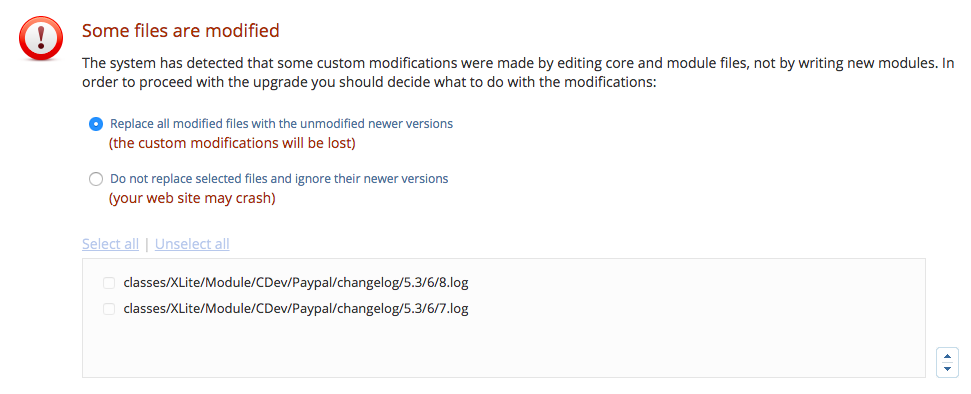 Some files are modified
The system has detected that some custom modifications were made by editing core and module files, not by writing new modules. In
order to proceed with the upgrade you should decide what to do with the modifications:
Replace all modified files with the unmodified newer versions
(the custom modifications will be lost)
Do not replace selected files and ignore their newer versions
(your web site may crash)
Select all | Unselect all
classes/XLite/Module/CDev/Paypal/changelog/5.3/6/8.log
classes/XLite/Module/CDev/Paypal/changelog/5.3/6/7.log